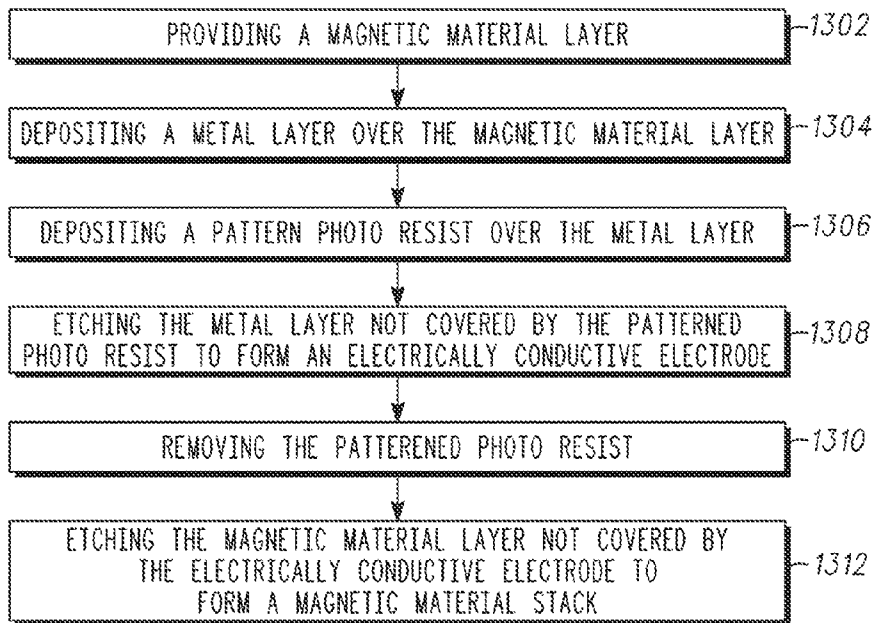 PROVIDING A MAGNETIC MATERIAL LAYER
1302
DEPOSITING A METAL LAYER OVER THE MAGNETIC MATERIAL LAYER
1304
DEPOSITING A PATTERN PHOTO RESIST OVER THE METAL LAYER
1306
ETCHING THE METAL LAYER NOT COVERED BY THE PATTERNED
PHOTO RESIST TO FORM AN ELECTRICALLY CONDUCTIVE ELECTRODE
1308
REMOVING THE PATTERENED PHOTO RESIST
1310
ETCHING THE MAGNETIC MATERIAL LAYER NOT COVERED BY
THE ELECTRICALLY CONDUCTIVE ELECTRODE TO
FORM A MAGNETIC MATERIAL STACK
1312